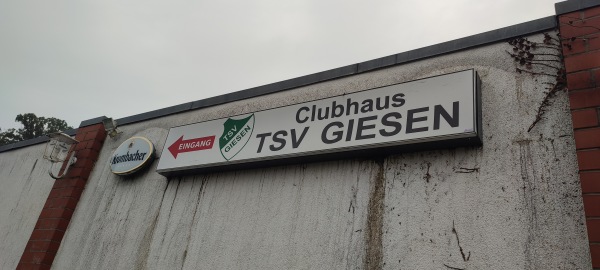 Krombacher
EINGANG
TSV
GIESEN
Clubhaus
TSV GIESEN